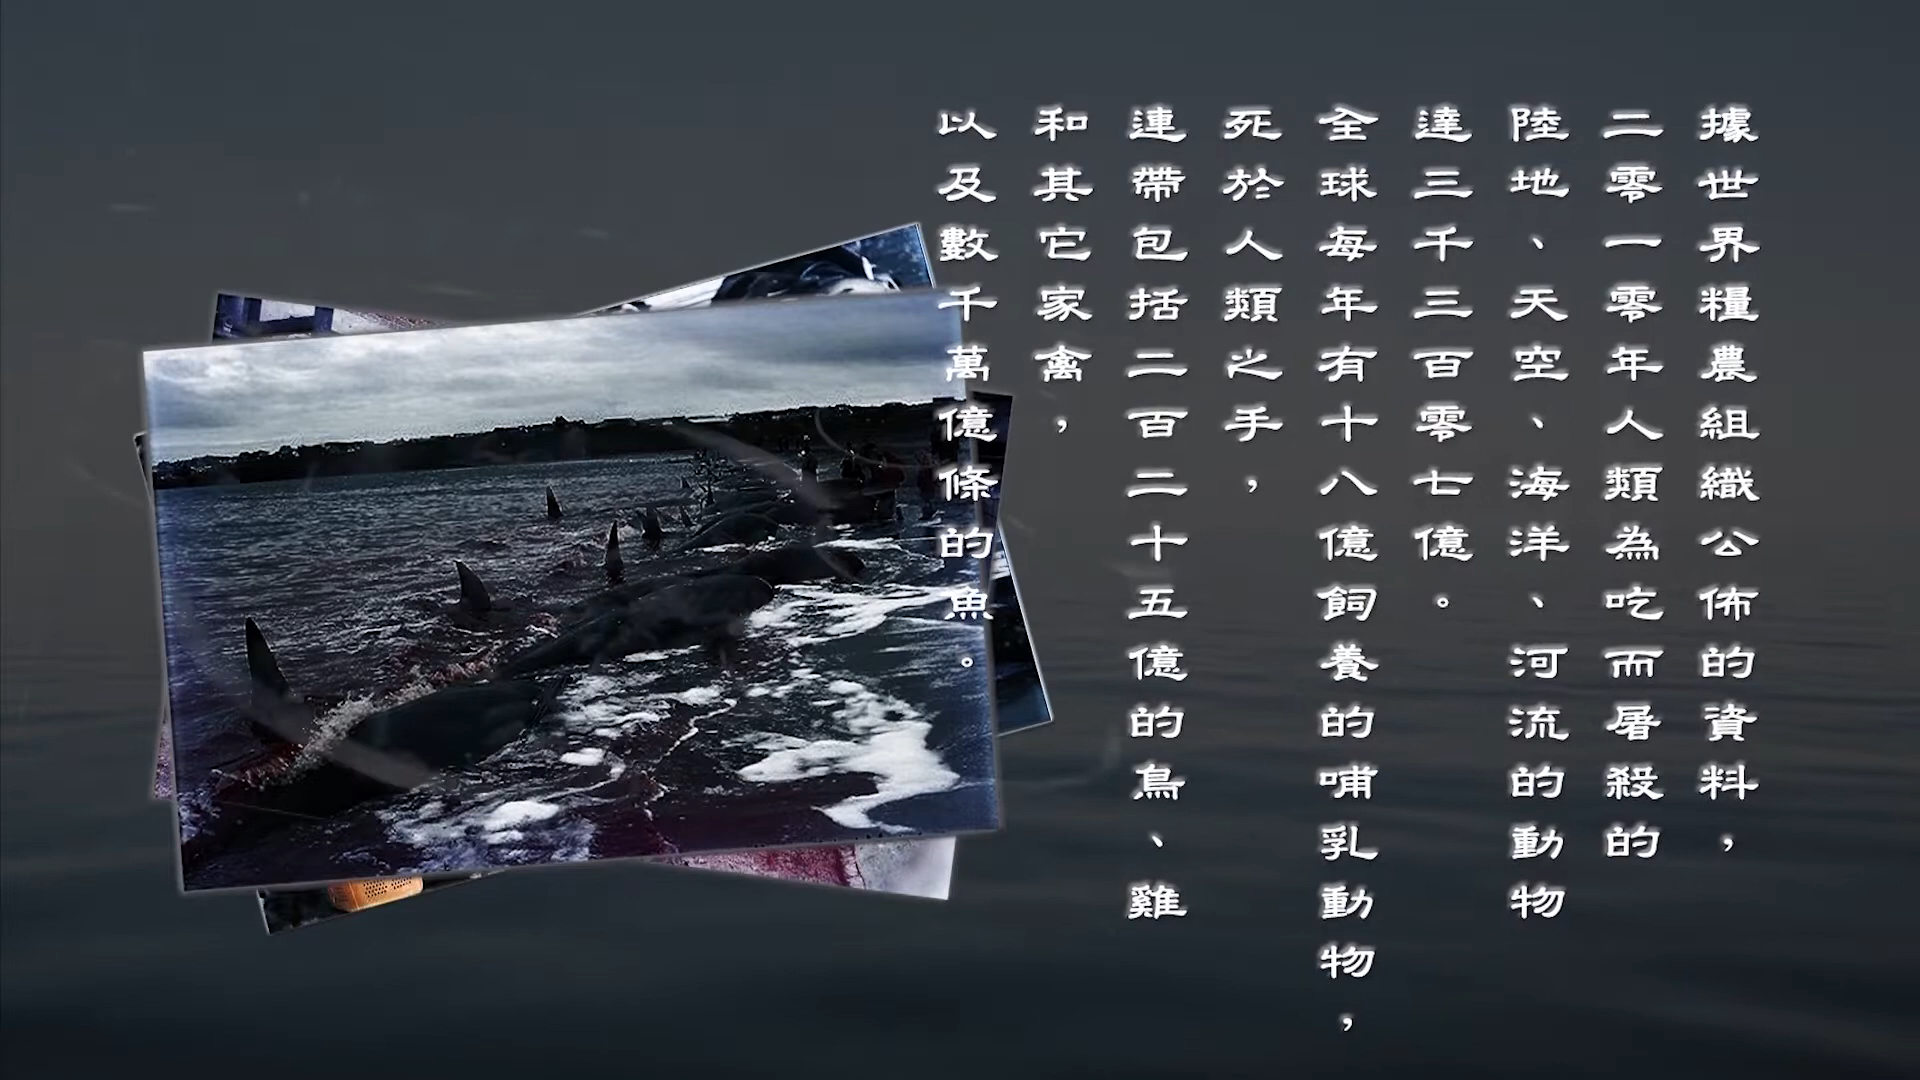 據世界糧農組織公佈的資料，
二零一零年人類為吃而屠殺的
陸地、天空、海洋、河流的動物
達三千三百零七億。
全球每年有十八億飼養的哺乳動物，
死於人類之手，
連帶包括二百二十五億的鳥、雞
和其它家禽，
以及數千萬億條的魚。